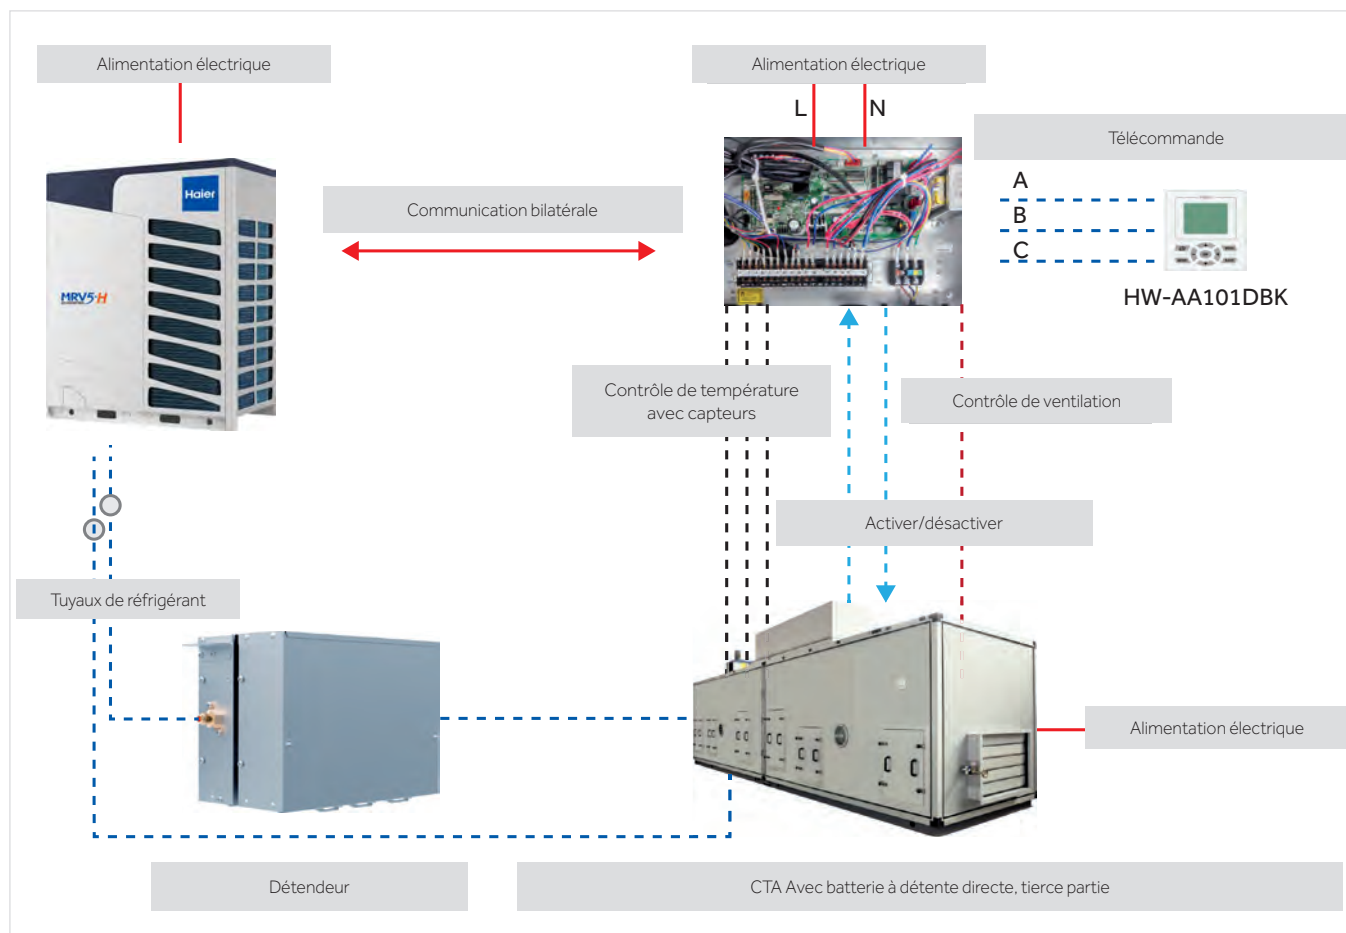 Alimentation électrique
Alimentation électrique
L
N
Télécommande
Haier
Communication bilatérale
A
B
C
MRV5-H
HW-AA101DBK
Contrôle de température
avec capteurs
Contrôle de ventilation
Activer/désactiver
Tuyaux de réfrigérant
Alimentation électrique
Détendeur
CTA Avec batterie à détente directe, tierce partie